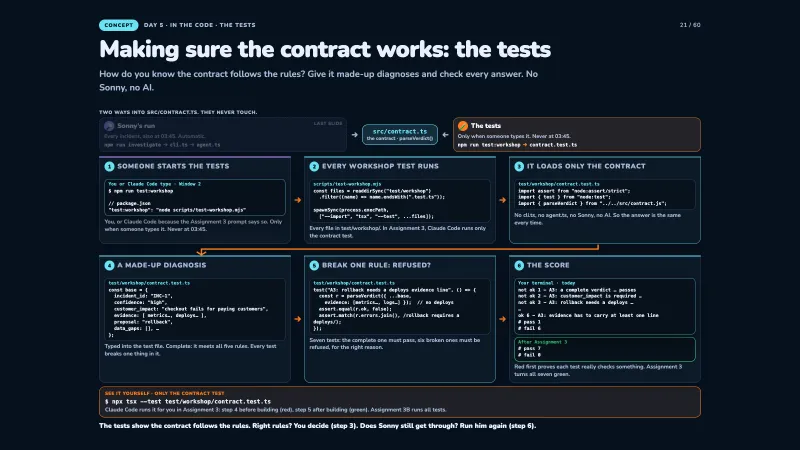 CONCEPT DAY 5 · IN THE CODE · THE TESTS
21 / 60
Making sure the contract works: the tests
How do you know the contract follows the rules? Give it made-up diagnoses and check every answer. No
Sonny, no AI.
TWO WAYS INTO SRC/CONTRACT.TS. THEY NEVER TOUCH.
Sonny's run
LAST SLIDE
Every incident, also at 03:45. Automatic.
npm run investigate → cli.ts → agent.ts
src/contract.ts
the contract · parseVerdict()
The tests
Only when someone types it. Never at 03:45.
npm run test:workshop → contract.test.ts
1 SOMEONE STARTS THE TESTS
You or Claude Code type · Window 2
$ npm run test:workshop
// package.json
"test:workshop": "node scripts/test-workshop.mjs"
You, or Claude Code because the Assignment 3 prompt says so. Only
when someone types it. Never at 03:45.
2 EVERY WORKSHOP TEST RUNS
scripts/test-workshop.mjs
const files = readdirSync("test/workshop")
.filter((name) => name.endsWith(".test.ts"));
spawnSync(process.execPath,
["--import", "tsx", "--test", ...files]);
Every file in test/workshop/. In Assignment 3, Claude Code runs only
the contract test.
3 IT LOADS ONLY THE CONTRACT
test/workshop/contract.test.ts
import assert from "node:assert/strict";
import { test } from "node:test";
import { parseVerdict } from "../../src/contract.js";
No cli.ts, no agent.ts, no Sonny, no AI. So the answer is the same
every time.
4 A MADE-UP DIAGNOSIS
test/workshop/contract.test.ts
const base = {
incident_id: "INC-1",
confidence: "high",
customer_impact: "checkout fails for paying customers",
evidence: [ metrics…, deploys… ],
proposal: "rollback",
data_gaps: [], …
};
Typed into the test file. Complete: it meets all five rules. Every test
breaks one thing in it.
5 BREAK ONE RULE: REFUSED?
test/workshop/contract.test.ts
test("A3: rollback needs a deploys evidence line", () => {
const r = parseVerdict({ ...base,
evidence: [metrics…, logs…] }); // no deploys
assert.equal(r.ok, false);
assert.match(r.errors.join(), /rollback requires a
deploys/);
});
Seven tests: the complete one must pass, six broken ones must be
refused, for the right reason.
6 THE SCORE
Your terminal · today
not ok 1 – A3: a complete verdict … passes
not ok 2 – A3: customer_impact is required …
not ok 3 – A3: rollback needs a deploys …
…
ok 6 – A3: evidence has to carry at least one line
# pass 1
# fail 6
After Assignment 3
# pass 7
# fail 0
Red first proves each test really checks something. Assignment 3
turns all seven green.
SEE IT YOURSELF · ONLY THE CONTRACT TEST
$ npx tsx --test test/workshop/contract.test.ts
Claude Code runs it for you in Assignment 3: step 4 before building (red), step 5 after building (green). Assignment 3B runs all tests.
The tests show the contract follows the rules. Right rules? You decide (step 3). Does Sonny still get through? Run him again (step 6).